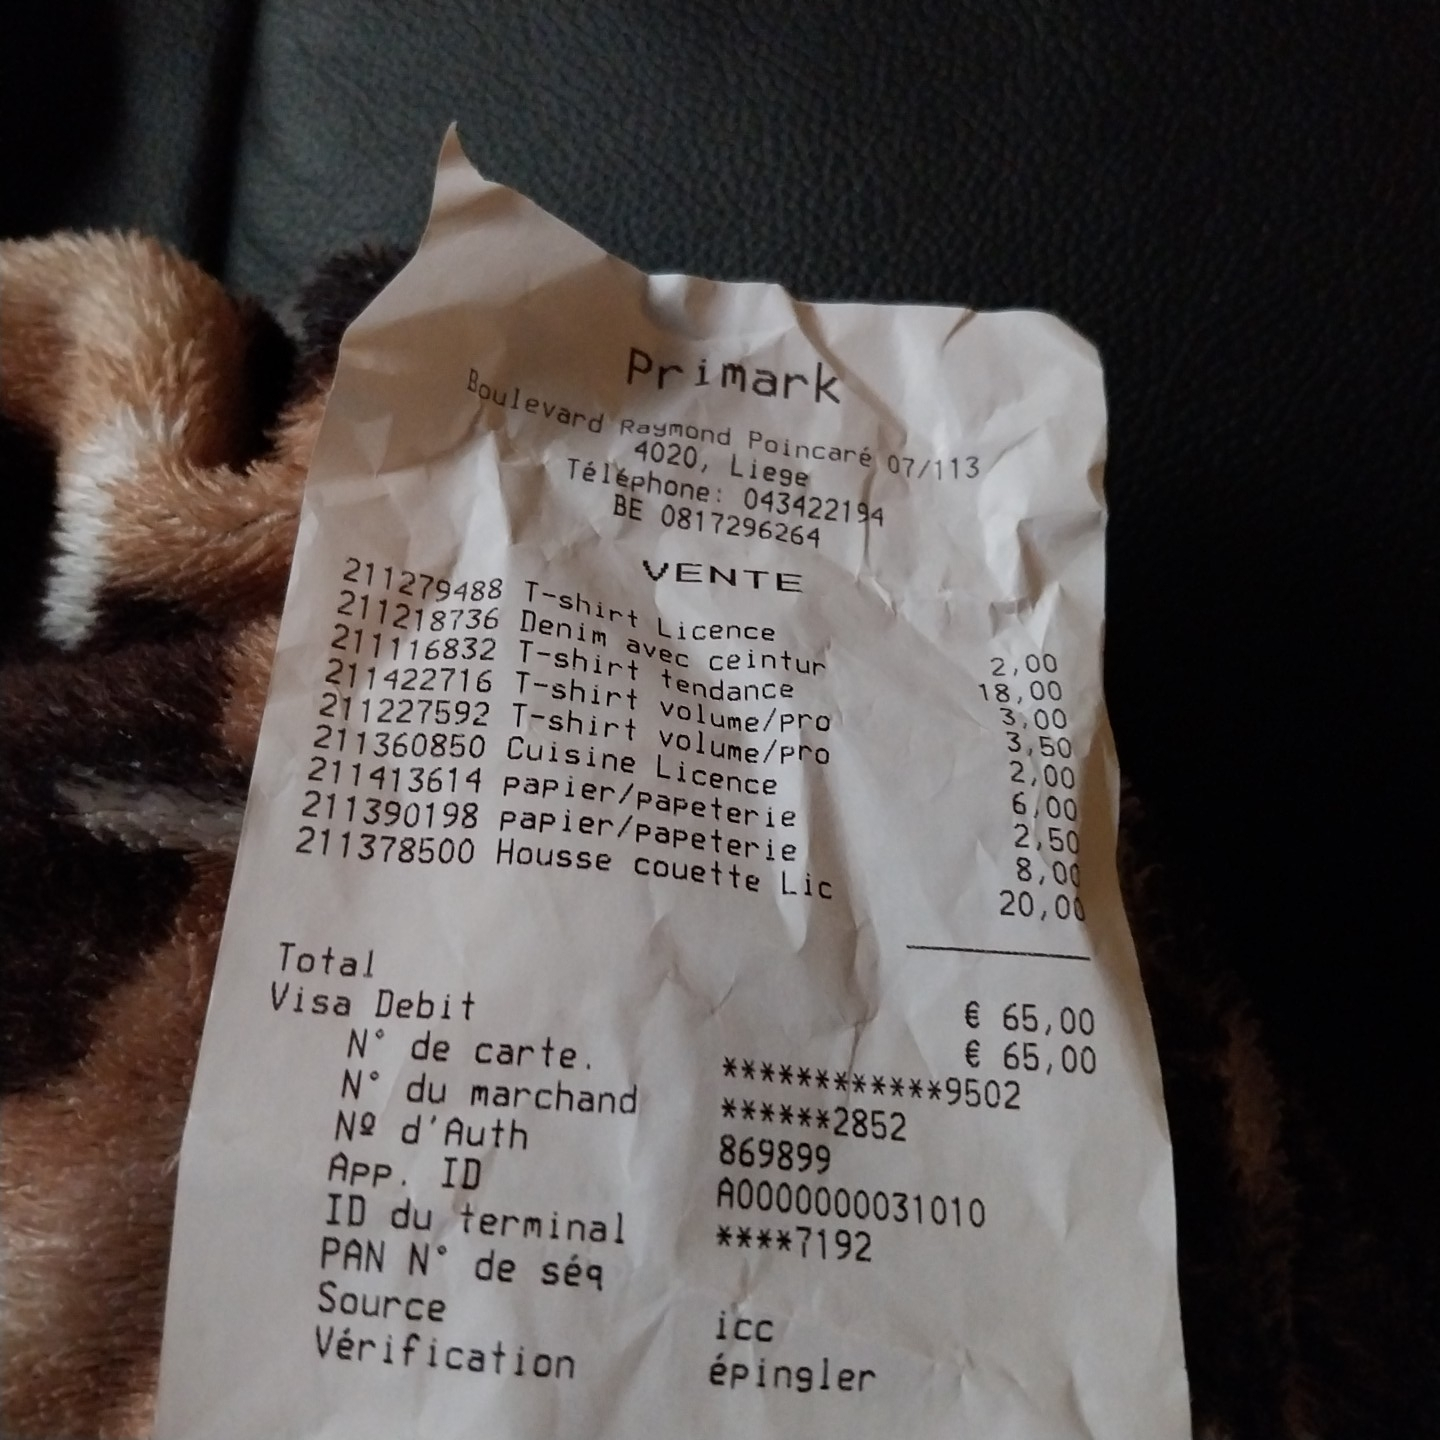 Primark
Boulevard Raymond Poincaré 07/113
4020, Liege
Téléphone: 043422194
BE 0817296264
VENTE
211279488 T-shirt Licence 2,00
211218736 Denim avec ceintur 18,00
211116832 T-shirt tendance 3,00
211422716 T-shirt volume/pro 3,50
211227592 T-shirt volume/pro 2,00
211360850 Cuisine Licence 6,00
211413614 papier/papeterie 2,50
211390198 papier/papeterie 8,00
211378500 Housse couette Lic 20,00
Total € 65,00
Visa Debit € 65,00
N° de carte. ************9502
N° du marchand ******2852
Nº d'Auth 869899
App. ID A0000000031010
ID du terminal ****7192
PAN N° de séq
Source icc
Vérification épingler